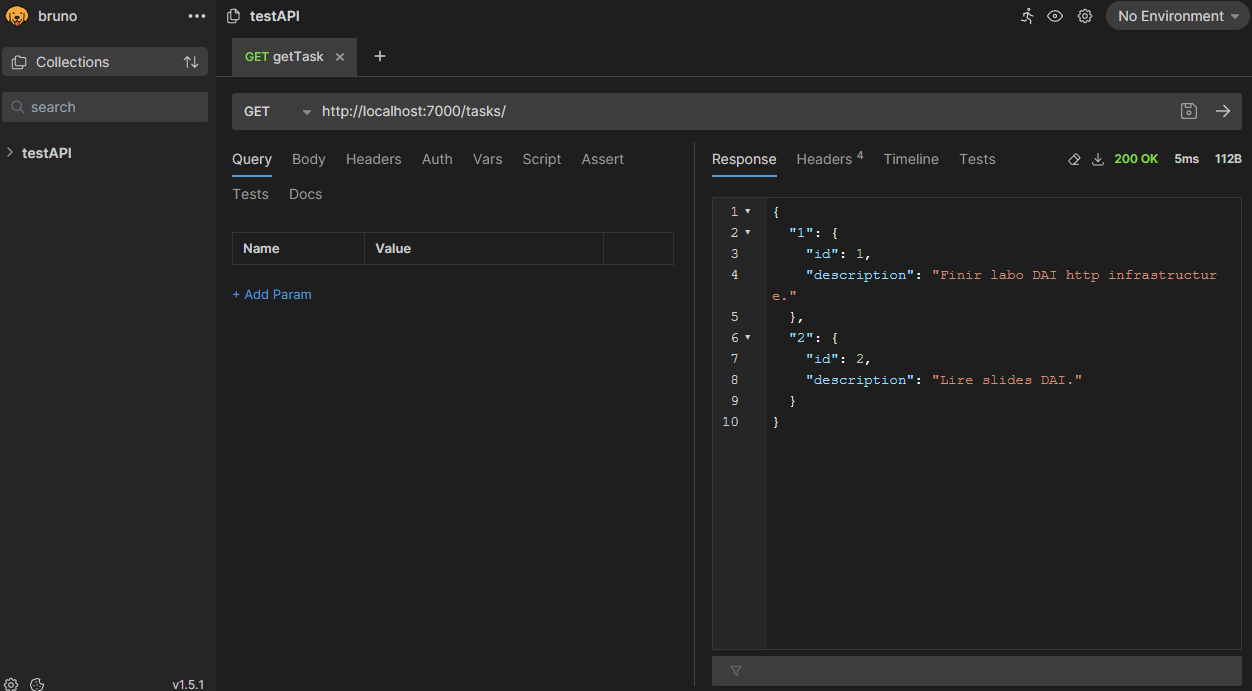 bruno
Collections
search
testAPI
v1.5.1
testAPI
No Environment
GET getTask
GET http://localhost:7000/tasks/
Query Body Headers Auth Vars Script Assert
Tests Docs
Name Value
+ Add Param
Response Headers 4 Timeline Tests 200 OK 5ms 112B
1 {
2 "1": {
3 "id": 1,
4 "description": "Finir labo DAI http infrastructur
e."
5 },
6 "2": {
7 "id": 2,
8 "description": "Lire slides DAI."
9 }
10 }